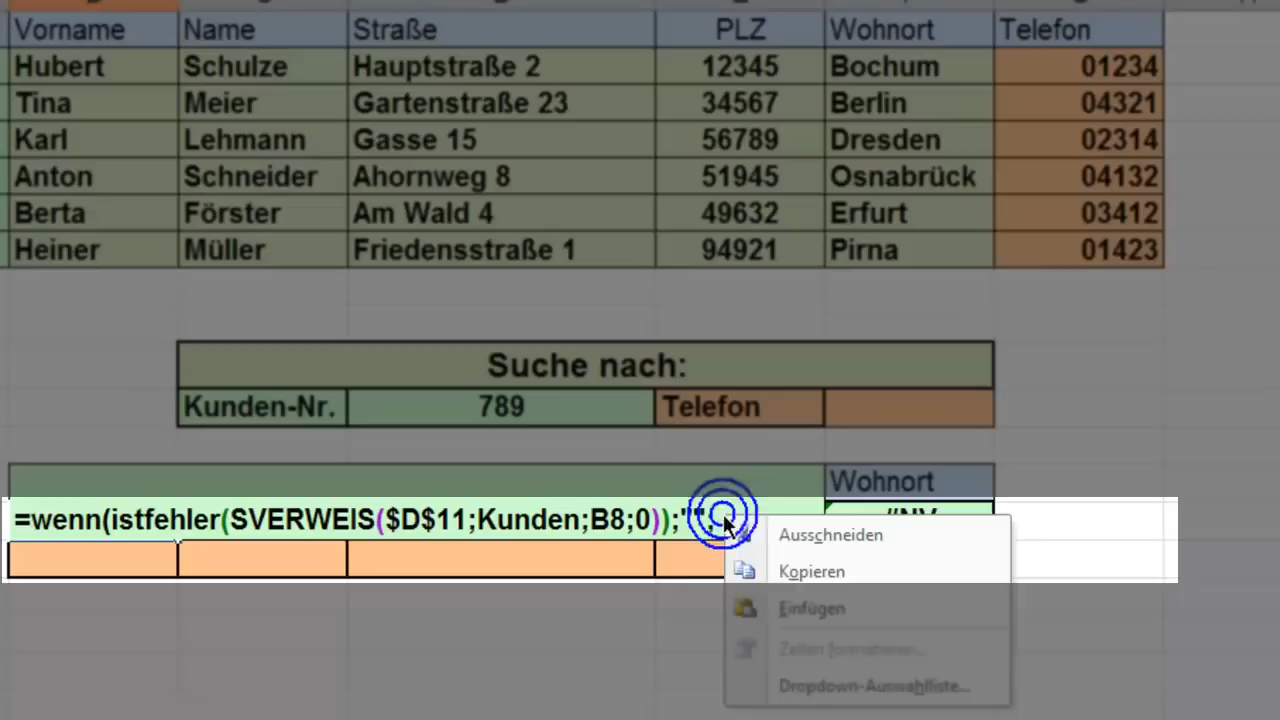 Vorname Name Straße PLZ Wohnort Telefon
Hubert Schulze Hauptstraße 2 12345 Bochum 01234
Tina Meier Gartenstraße 23 34567 Berlin 04321
Karl Lehmann Gasse 15 56789 Dresden 02314
Anton Schneider Ahornweg 8 51945 Osnabrück 04132
Berta Förster Am Wald 4 49632 Erfurt 03412
Heiner Müller Friedensstraße 1 94921 Pirna 01423
Suche nach:
Kunden-Nr. 789 Telefon
Wohnort
=wenn(istfehler(SVERWEIS($D$11;Kunden;B8;0));"";
Ausschneiden
Kopieren
Einfügen
Zellen formatieren...
Dropdown-Auswahlliste...